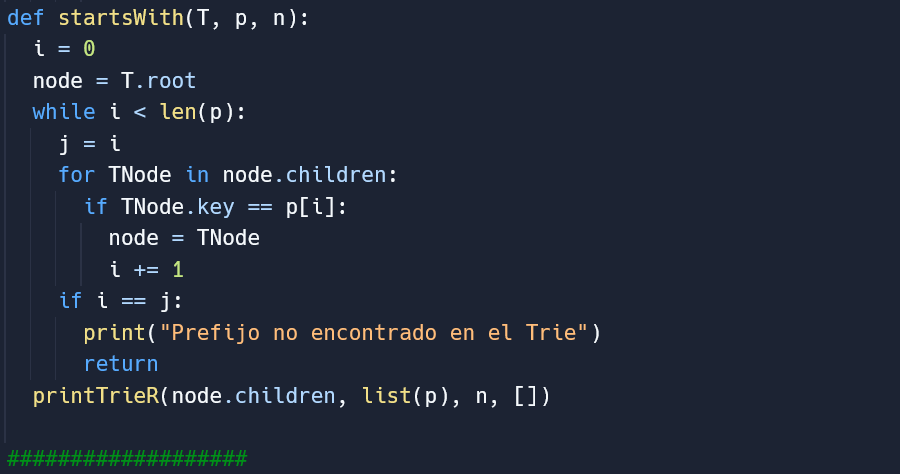 def startsWith(T, p, n):
  i = 0
  node = T.root
  while i < len(p):
    j = i
    for TNode in node.children:
      if TNode.key == p[i]:
        node = TNode
        i += 1
    if i == j:
      print("Prefijo no encontrado en el Trie")
      return
  printTrieR(node.children, list(p), n, [])
###################